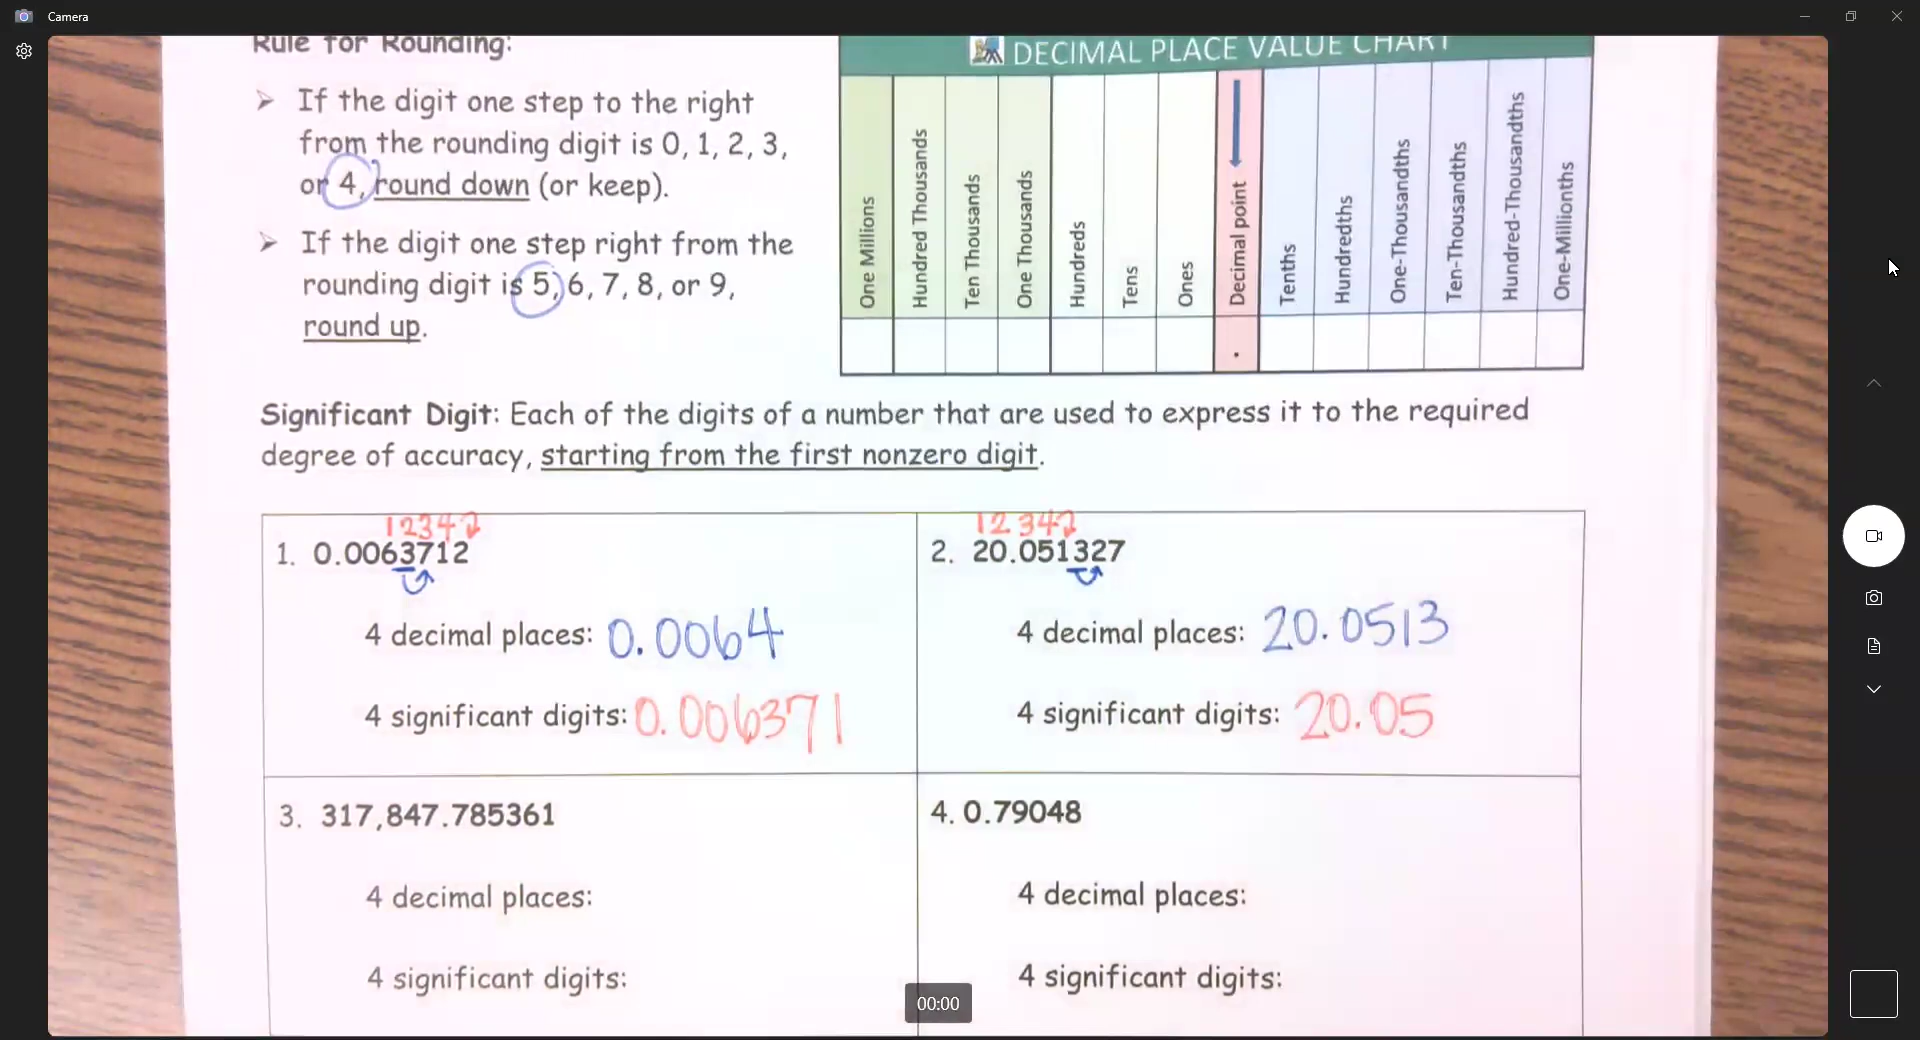 Camera
Rule for Rounding:
➢ If the digit one step to the right
from the rounding digit is 0, 1, 2, 3,
or 4, round down (or keep).
➢ If the digit one step right from the
rounding digit is 5, 6, 7, 8, or 9,
round up.
DECIMAL PLACE VALUE CHART
One Millions
Hundred Thousands
Ten Thousands
One Thousands
Hundreds
Tens
Ones
Decimal point
Tenths
Hundredths
One-Thousandths
Ten-Thousandths
Hundred-Thousandths
One-Millionths
.
Significant Digit: Each of the digits of a number that are used to express it to the required
degree of accuracy, starting from the first nonzero digit.
1234
1. 0.0063712
4 decimal places: 0.0064
4 significant digits: 0.006371
12 34
2. 20.051327
4 decimal places: 20.0513
4 significant digits: 20.05
3. 317,847.785361
4 decimal places:
4 significant digits:
4. 0.79048
4 decimal places:
4 significant digits:
00:00